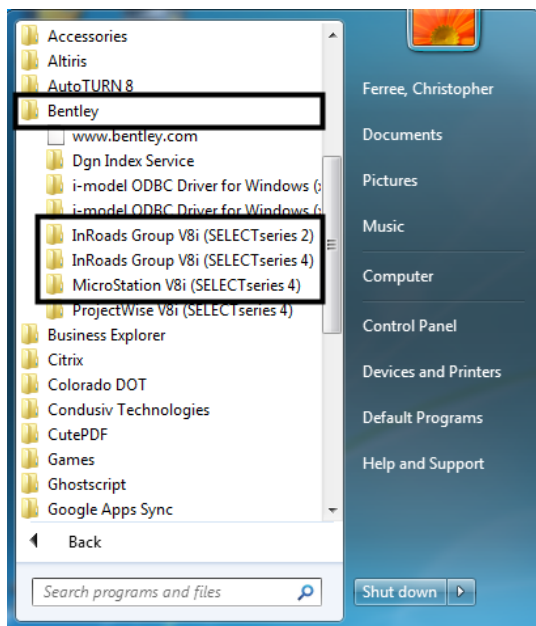 Accessories
Altiris
AutoTURN 8
Bentley
www.bentley.com
Dgn Index Service
i-model ODBC Driver for Windows (
i-model ODBC Driver for Windows (
InRoads Group V8i (SELECTseries 2)
InRoads Group V8i (SELECTseries 4)
MicroStation V8i (SELECTseries 4)
ProjectWise V8i (SELECTseries 4)
Business Explorer
Citrix
Colorado DOT
Condusiv Technologies
CutePDF
Games
Ghostscript
Google Apps Sync
Back
Search programs and files
Ferree, Christopher
Documents
Pictures
Music
Computer
Control Panel
Devices and Printers
Default Programs
Help and Support
Shut down